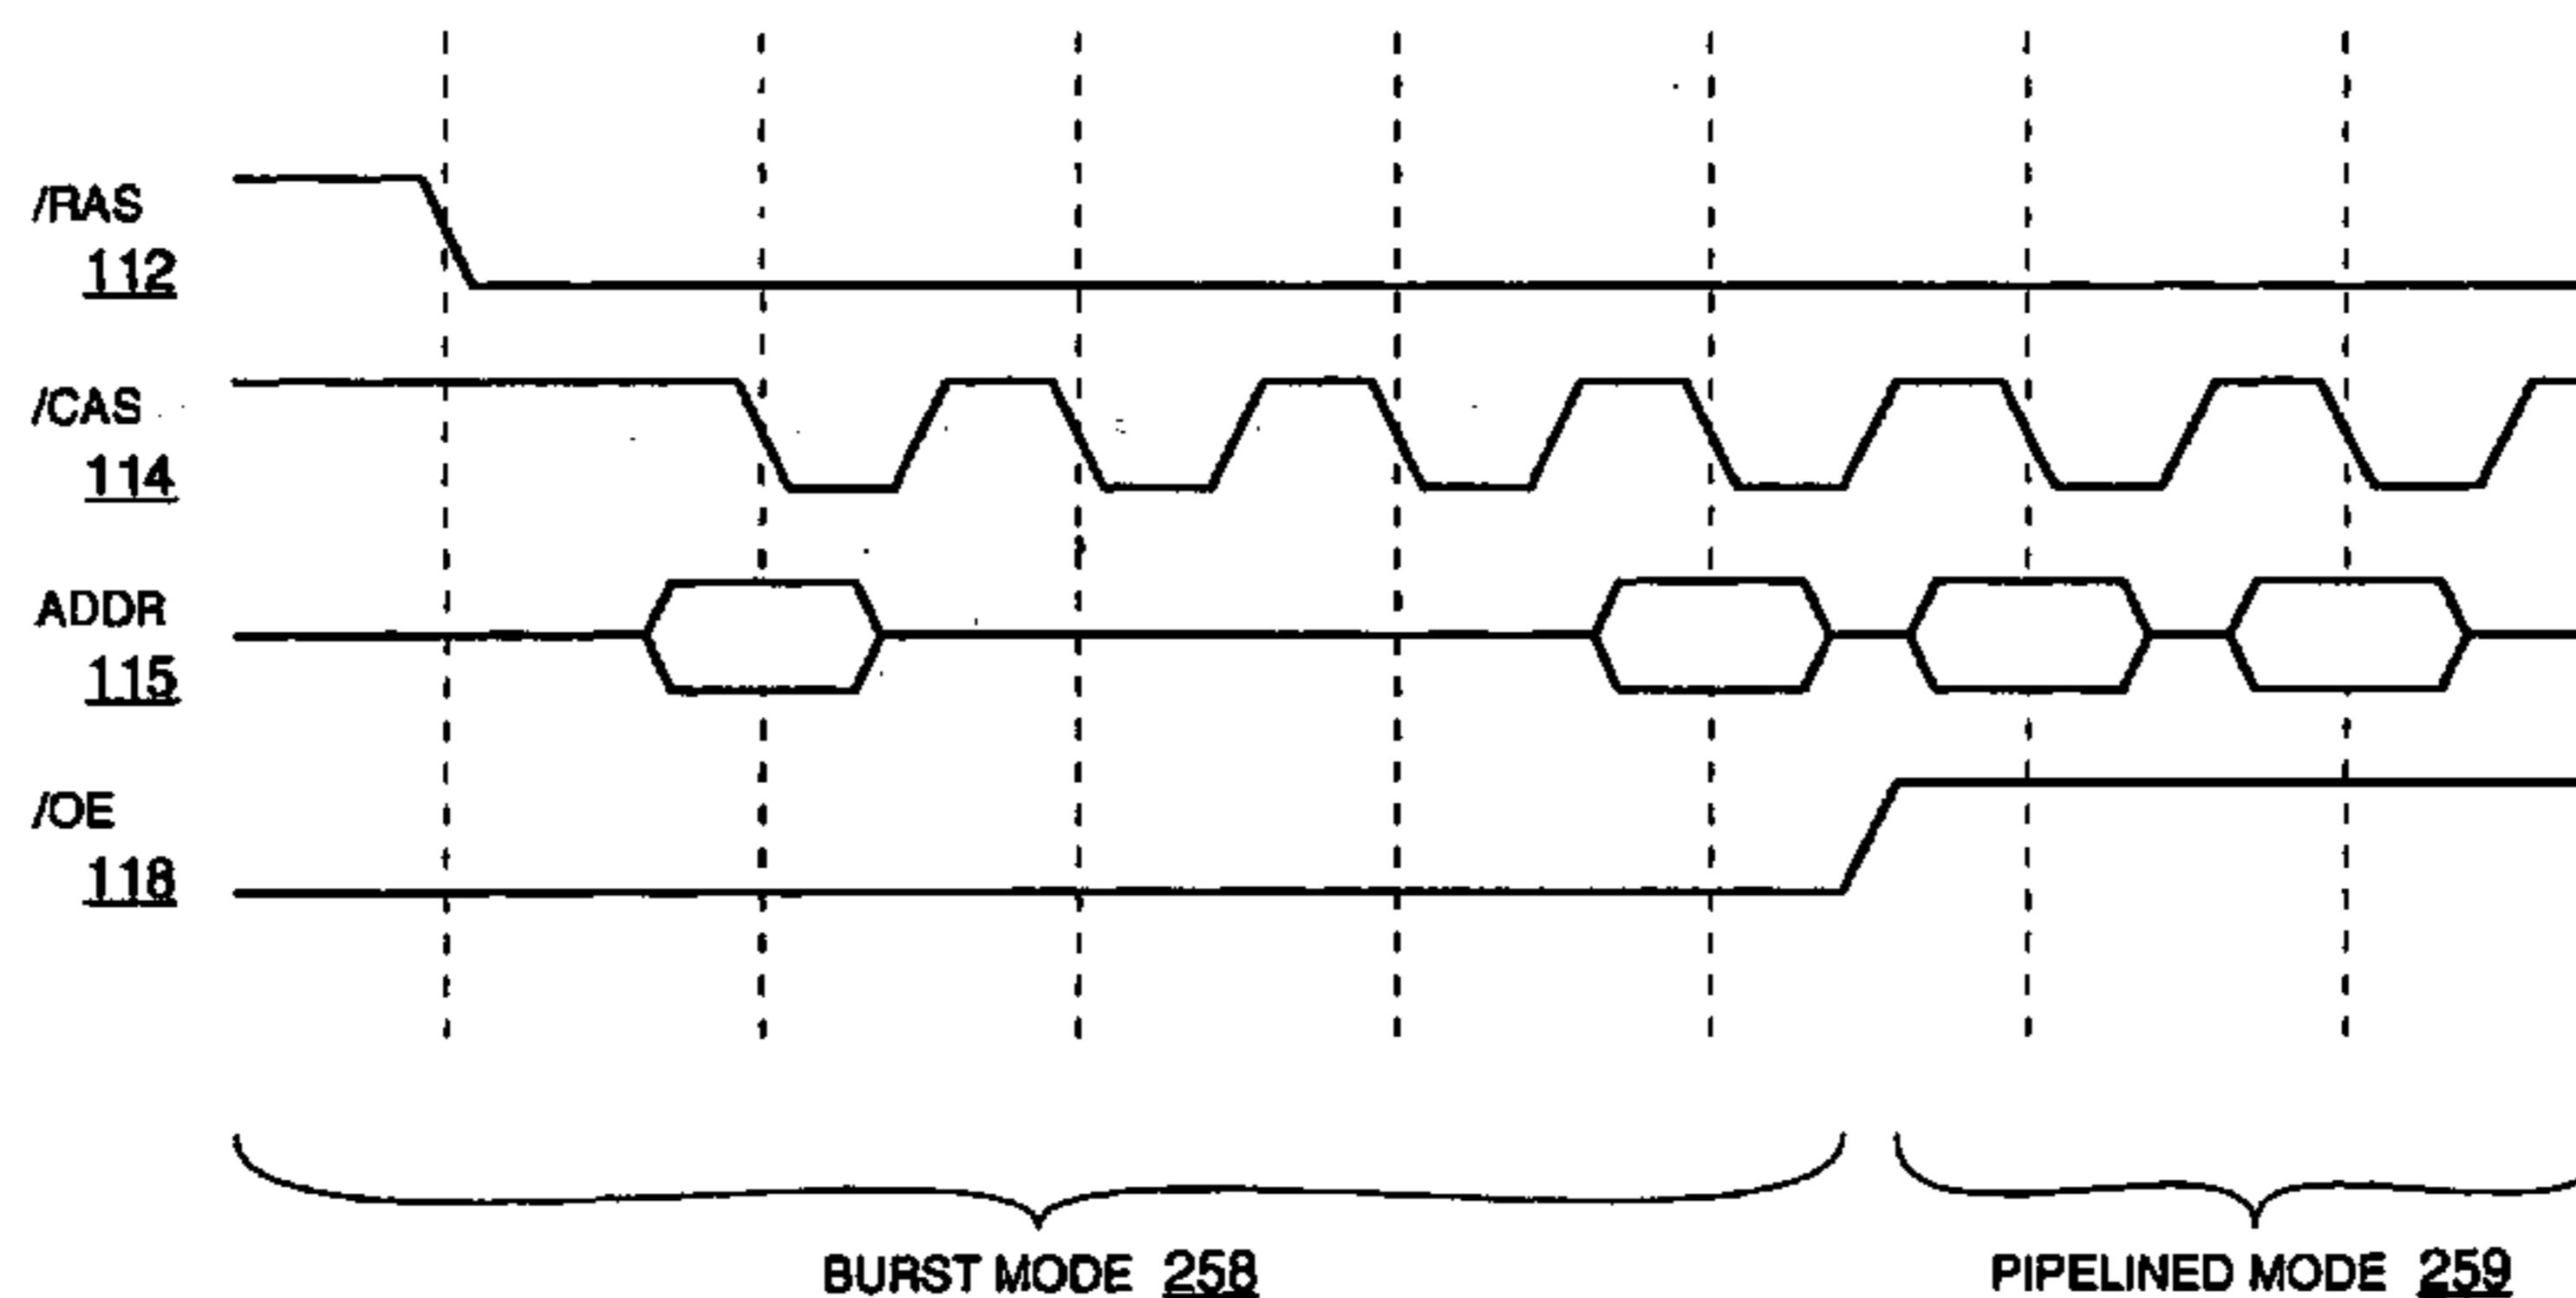 /RAS
112
/CAS
114
ADDR
115
/OE
118
BURST MODE 258
PIPELINED MODE 259